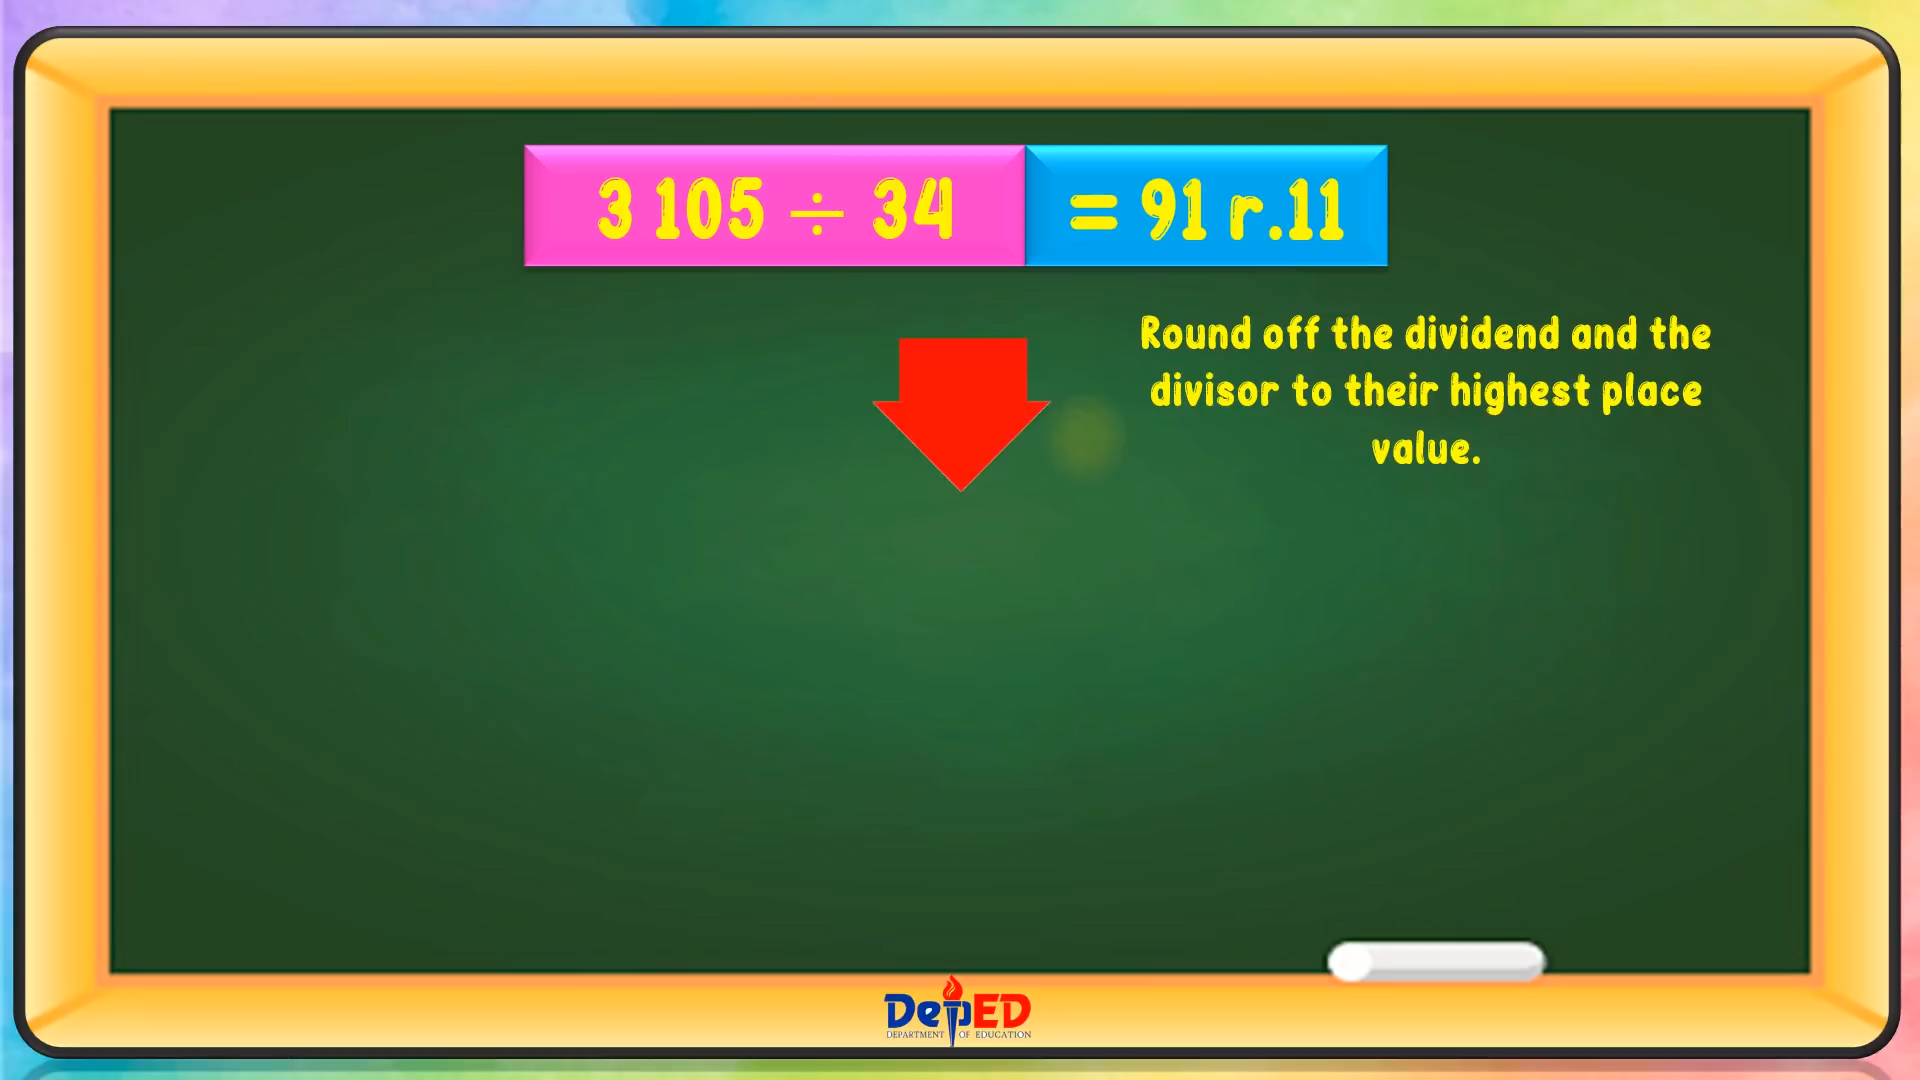 3 105 ÷ 34 = 91 r.11
Round off the dividend and the
divisor to their highest place
value.
DepED
DEPARTMENT OF EDUCATION